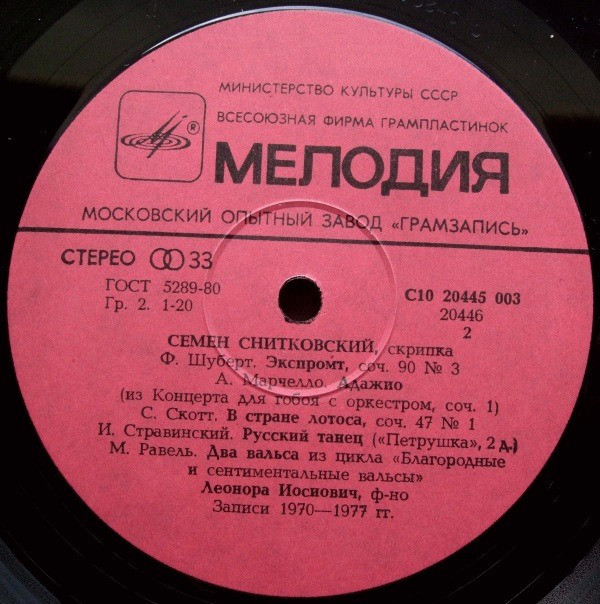 МИНИСТЕРСТВО КУЛЬТУРЫ СССР
ВСЕСОЮЗНАЯ ФИРМА ГРАМПЛАСТИНОК
®
МЕЛОДИЯ
МОСКОВСКИЙ ОПЫТНЫЙ ЗАВОД «ГРАМЗАПИСЬ»
СТЕРЕО 33
ГОСТ 5289-80
Гр. 2. 1-20
С10 20445 003
20446
2
СЕМЕН СНИТКОВСКИЙ, скрипка
Ф. Шуберт. Экспромт, соч. 90 № 3
А. Марчелло. Адажио
(из Концерта для гобоя с оркестром, соч. 1)
С. Скотт. В стране лотоса, соч. 47 № 1
И. Стравинский. Русский танец («Петрушка», 2 д.)
М. Равель. Два вальса из цикла «Благородные
и сентиментальные вальсы»
Леонора Иосиович, ф-но
Записи 1970—1977 гг.